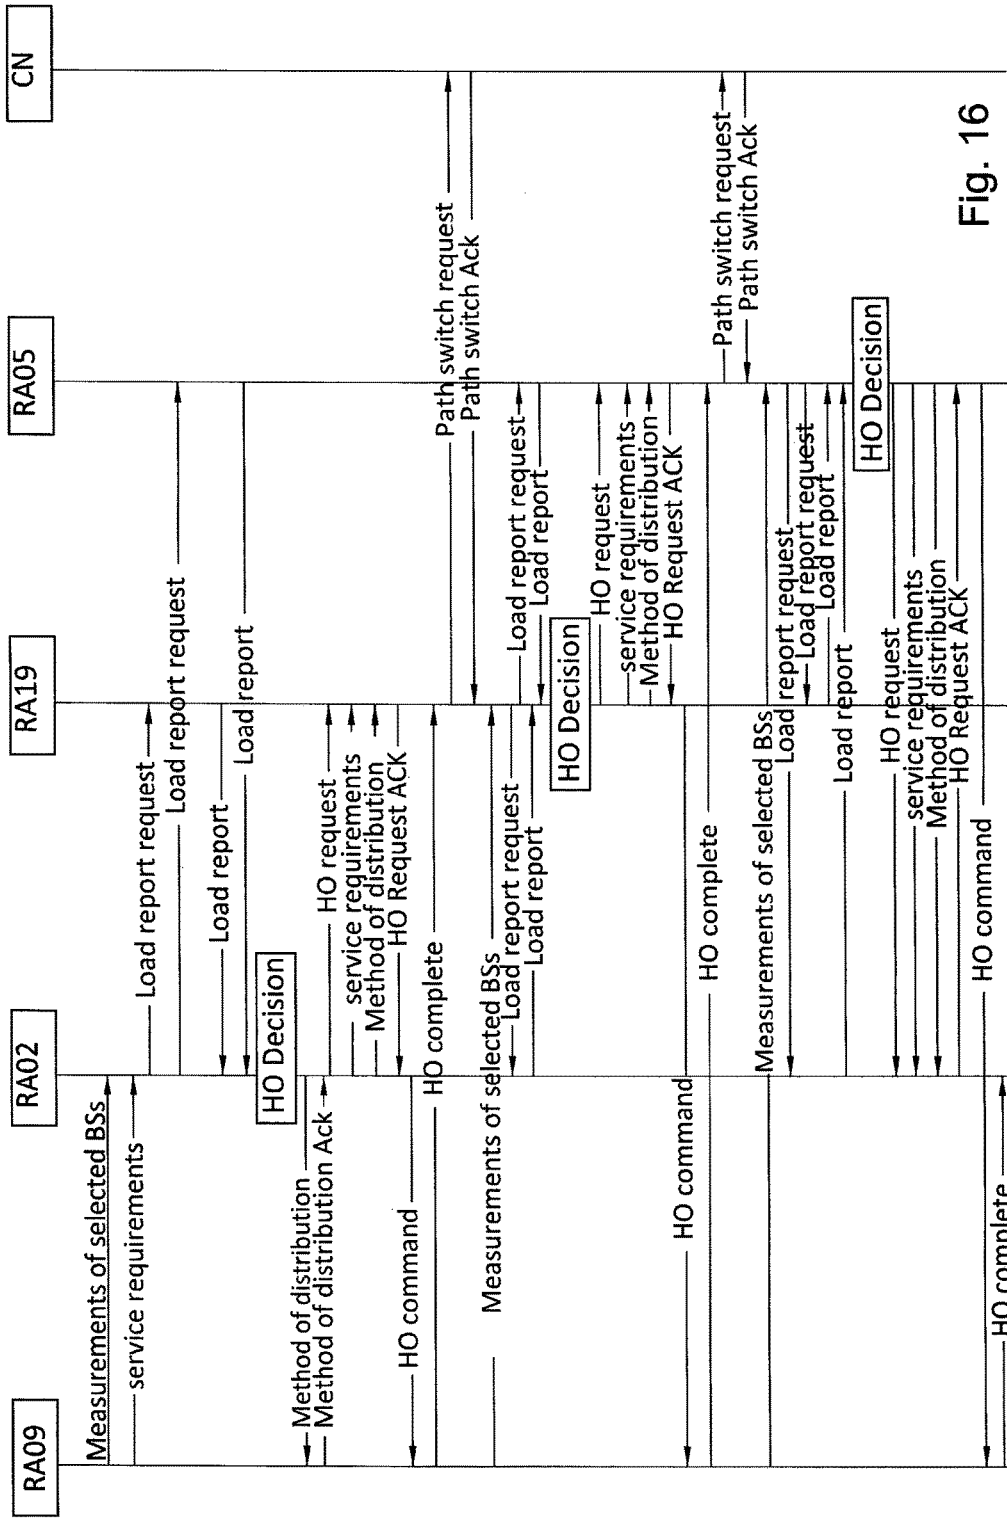 RA09
RA02
RA19
RA05
CN
Measurements of selected BSs
service requirements
Load report request
Load report request
Load report
Load report
HO Decision
Method of distribution
Method of distribution Ack
HO request
service requirements
Method of distribution
HO Request ACK
HO command
HO complete
Path switch request
Path switch Ack
Measurements of selected BSs
Load report request
Load report
Load report request
Load report
HO Decision
HO request
service requirements
Method of distribution
HO Request ACK
HO command
HO complete
Path switch request
Path switch Ack
Measurements of selected BSs
Load report request
Load report request
Load report
Load report
HO Decision
HO request
service requirements
Method of distribution
HO Request ACK
HO command
HO complete
Fig. 16